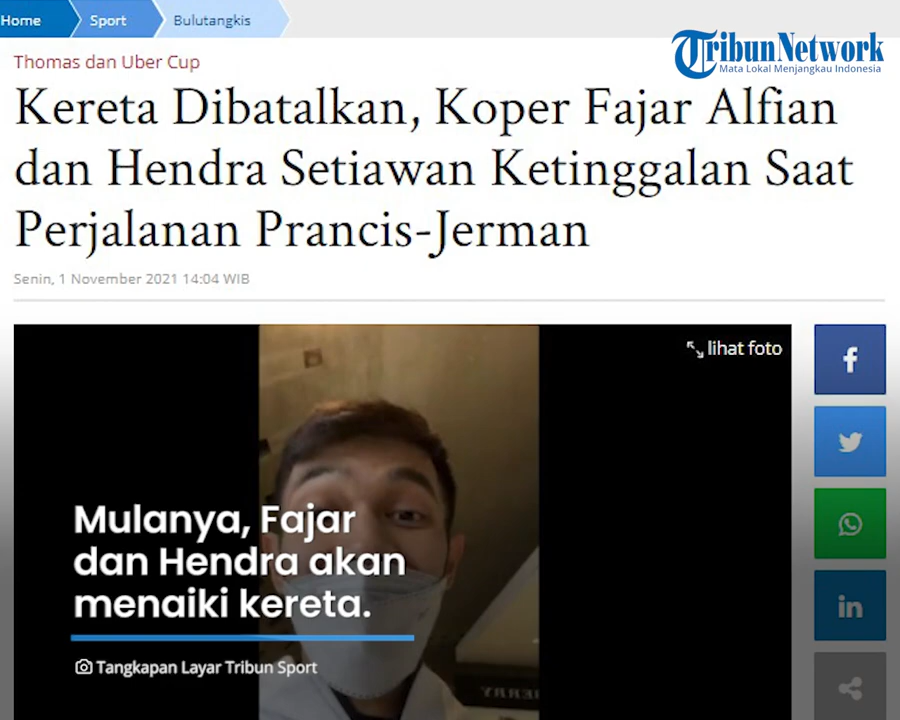 Home Sport Bulutangkis
TribunNetwork
Mata Lokal Menjangkau Indonesia
Thomas dan Uber Cup
Kereta Dibatalkan, Koper Fajar Alfian
dan Hendra Setiawan Ketinggalan Saat
Perjalanan Prancis-Jerman
Senin, 1 November 2021 14:04 WIB
lihat foto
Mulanya, Fajar
dan Hendra akan
menaiki kereta.
Tangkapan Layar Tribun Sport